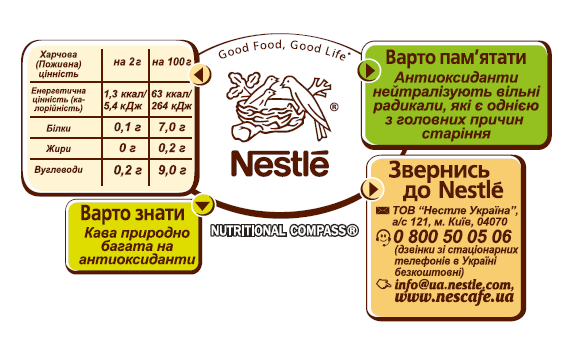 Харчова (Поживна) цінність на 2г на 100г
Енергетична цінність (калорійність) 1,3 ккал/ 5,4 кДж 63 ккал/ 264 кДж
Білки 0,1 г 7,0 г
Жири 0 г 0,2 г
Вуглеводи 0,2 г 9,0 г
Good Food, Good Life*
®
Nestlé
NUTRITIONAL COMPASS®
Варто пам’ятати
Антиоксиданти
нейтралізують вільні
радикали, які є однією
з головних причин
старіння
Варто знати
Кава природно
багата на
антиоксиданти
Звернись
до Nestlé
ТОВ “Нестле Україна”,
а/с 121, м. Київ, 04070
0 800 50 05 06
(дзвінки зі стаціонарних
телефонів в Україні
безкоштовні)
info@ua.nestle.com,
www.nescafe.ua